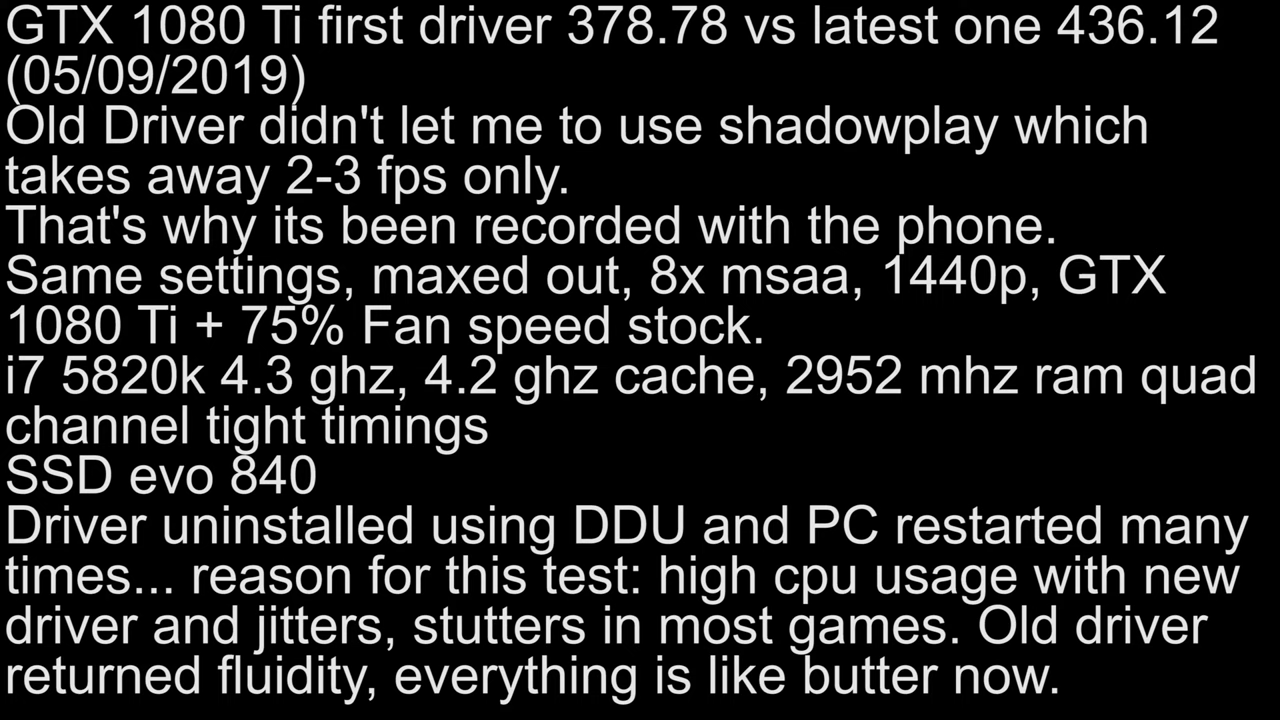 GTX 1080 Ti first driver 378.78 vs latest one 436.12
(05/09/2019)
Old Driver didn't let me to use shadowplay which
takes away 2-3 fps only.
That's why its been recorded with the phone.
Same settings, maxed out, 8x msaa, 1440p, GTX
1080 Ti + 75% Fan speed stock.
i7 5820k 4.3 ghz, 4.2 ghz cache, 2952 mhz ram quad
channel tight timings
SSD evo 840
Driver uninstalled using DDU and PC restarted many
times... reason for this test: high cpu usage with new
driver and jitters, stutters in most games. Old driver
returned fluidity, everything is like butter now.